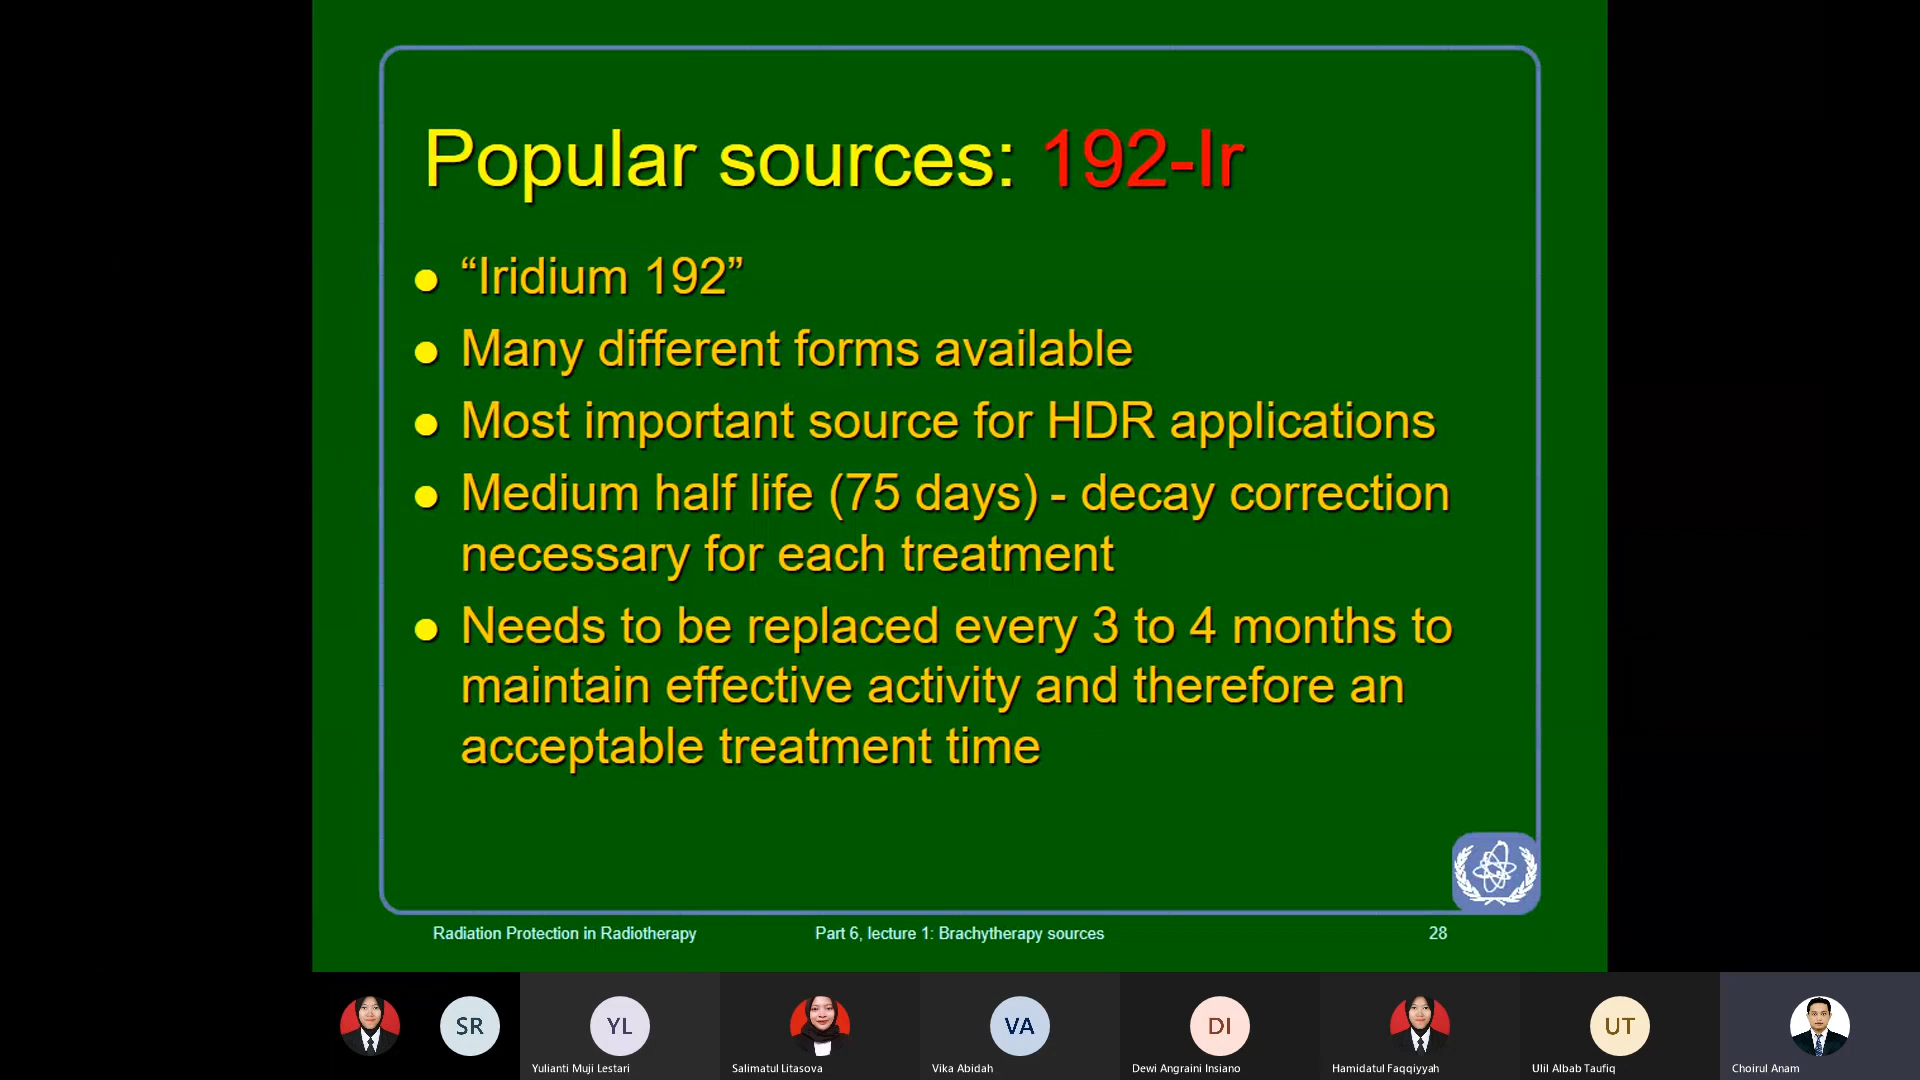 Popular sources: 192-Ir
“Iridium 192”
Many different forms available
Most important source for HDR applications
Medium half life (75 days) - decay correction
necessary for each treatment
Needs to be replaced every 3 to 4 months to
maintain effective activity and therefore an
acceptable treatment time
Radiation Protection in Radiotherapy
Part 6, lecture 1: Brachytherapy sources
28
SR
YL
VA
DI
UT
Yulianti Muji Lestari
Salimatul Litasova
Vika Abidah
Dewi Angraini Insiano
Hamidatul Faqqiyyah
Ulil Albab Taufiq
Choirul Anam